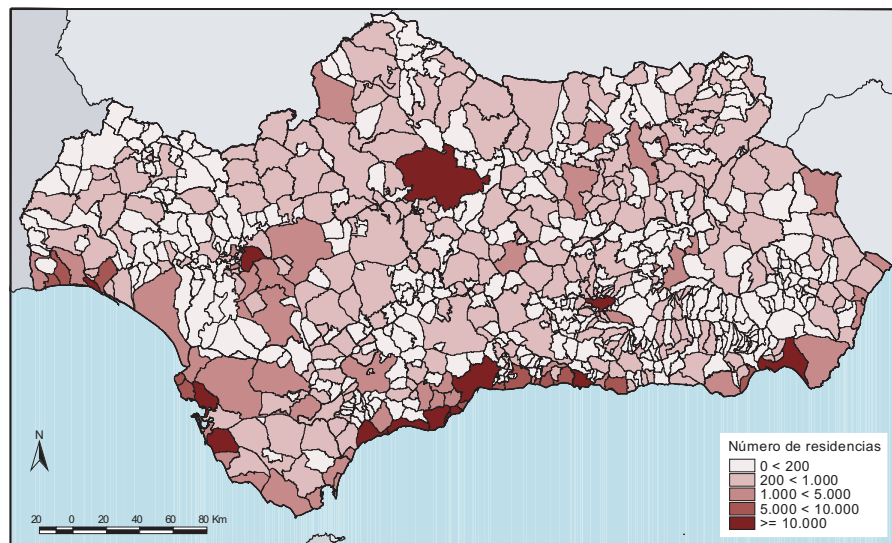 N
20 0 20 40 60 80 Km
Número de residencias
0 < 200
200 < 1.000
1.000 < 5.000
5.000 < 10.000
>= 10.000